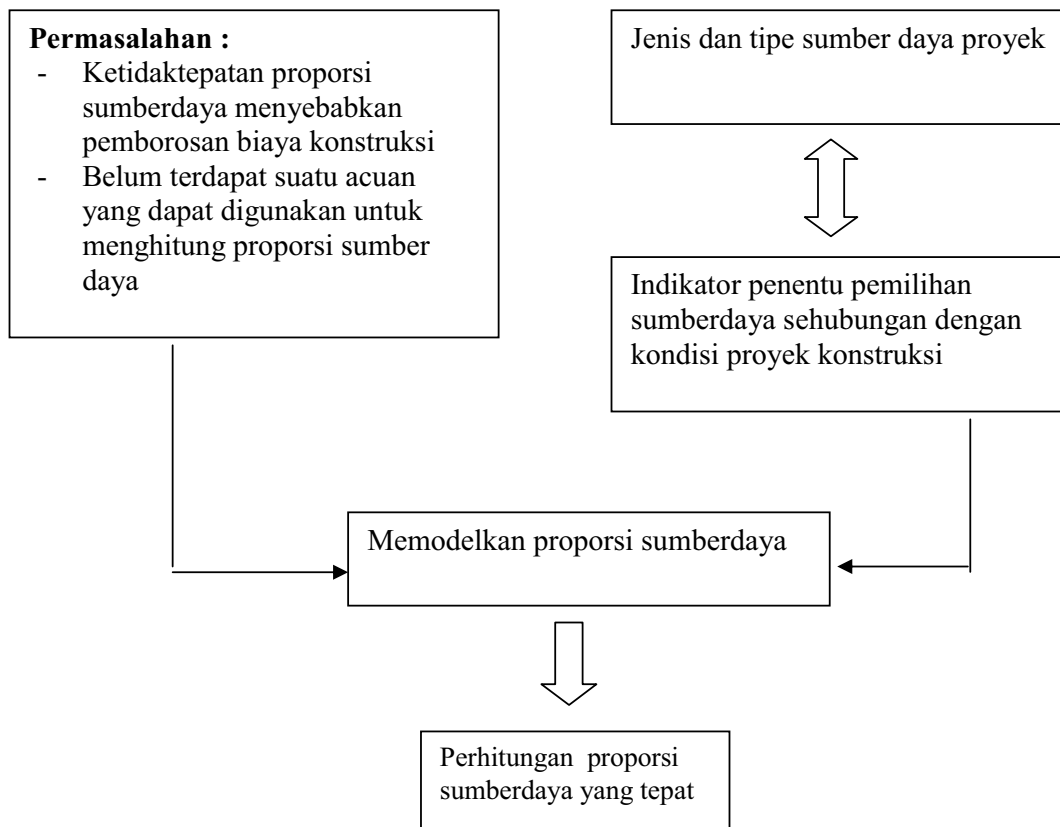 Permasalahan :
- Ketidaktepatan proporsi
sumberdaya menyebabkan
pemborosan biaya konstruksi
- Belum terdapat suatu acuan
yang dapat digunakan untuk
menghitung proporsi sumber
daya
Jenis dan tipe sumber daya proyek
Indikator penentu pemilihan
sumberdaya sehubungan dengan
kondisi proyek konstruksi
Memodelkan proporsi sumberdaya
Perhitungan proporsi
sumberdaya yang tepat